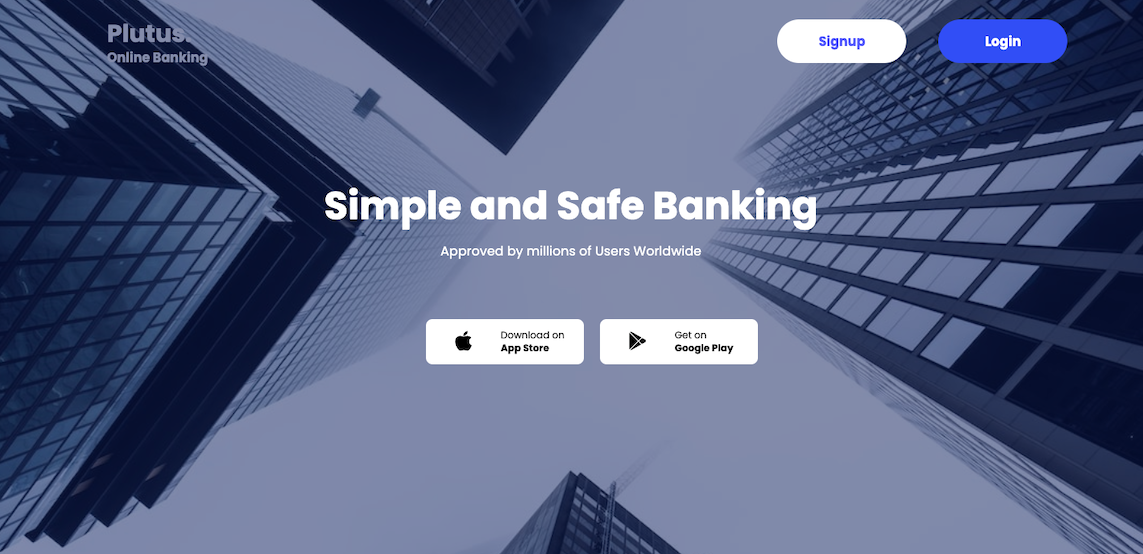 Plutus.
Online Banking
Signup
Login
Simple and Safe Banking
Approved by millions of Users Worldwide
Download on
App Store
Get on
Google Play